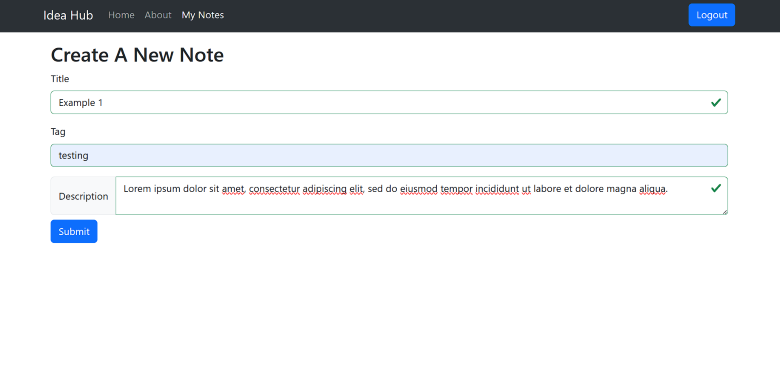 Idea Hub Home About My Notes Logout
Create A New Note
Title
Example 1
Tag
testing
Description Lorem ipsum dolor sit amet, consectetur adipiscing elit, sed do eiusmod tempor incididunt ut labore et dolore magna aliqua.
Submit